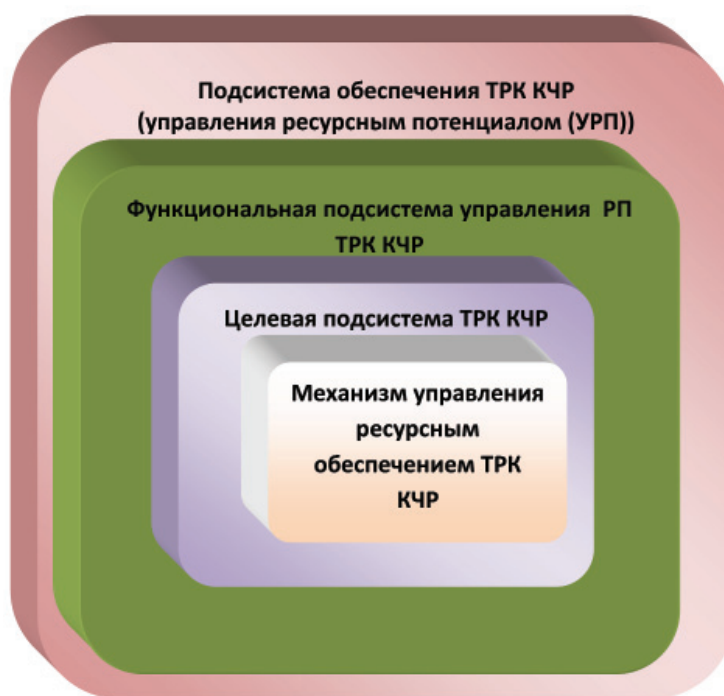 Подсистема обеспечения ТРК КЧР
(управления ресурсным потенциалом (УРП))
Функциональная подсистема управления РП
ТРК КЧР
Целевая подсистема ТРК КЧР
Механизм управления
ресурсным
обеспечением ТРК
КЧР